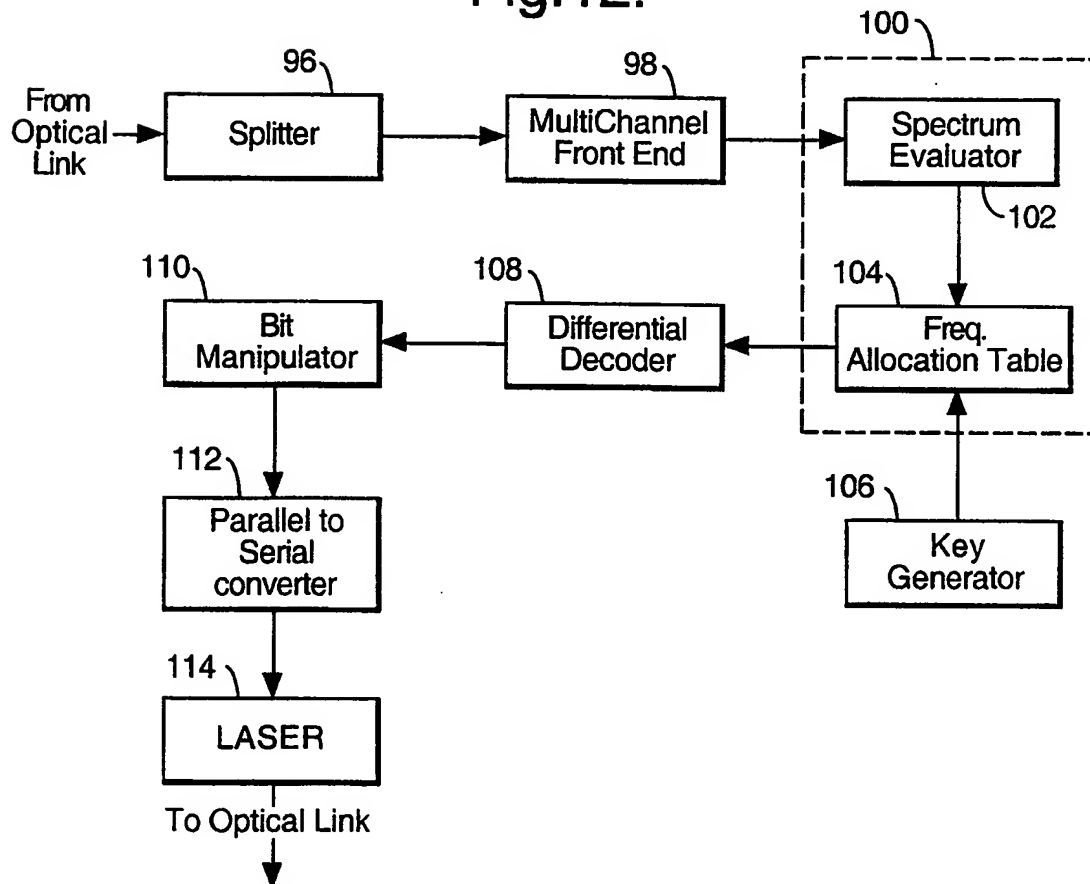 Fig.12.
100
96
98
From
Optical
Link
Splitter
MultiChannel
Front End
Spectrum
Evaluator
102
110
108
104
Bit
Manipulator
Differential
Decoder
Freq.
Allocation Table
112
106
Parallel to
Serial
converter
Key
Generator
114
LASER
To Optical Link